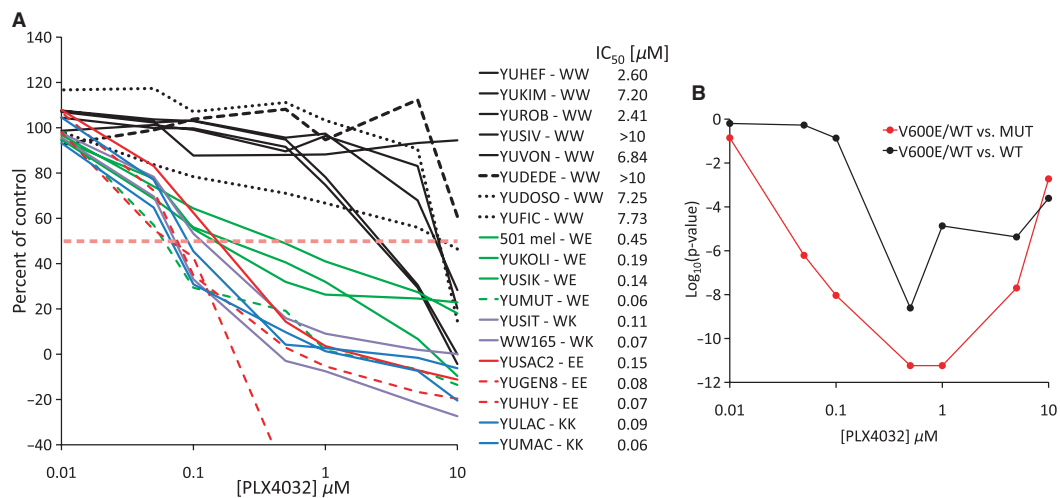 A
Percent of control
140
120
100
80
60
40
20
0
−20
−40
0.01
0.1
1
10
[PLX4032] μM
IC50 [μM]
YUHEF - WW 2.60
YUKIM - WW 7.20
YUROB - WW 2.41
YUSIV - WW >10
YUVON - WW 6.84
YUDEDE - WW >10
YUDOSO - WW 7.25
YUFIC - WW 7.73
501 mel - WE 0.45
YUKOLI - WE 0.19
YUSIK - WE 0.14
YUMUT - WE 0.06
YUSIT - WK 0.11
WW165 - WK 0.07
YUSAC2 - EE 0.15
YUGEN8 - EE 0.08
YUHUY - EE 0.07
YULAC - KK 0.09
YUMAC - KK 0.06
B
Log10(p-value)
0
−2
−4
−6
−8
−10
−12
0.01
0.1
1
10
[PLX4032] μM
V600E/WT vs. MUT
V600E/WT vs. WT